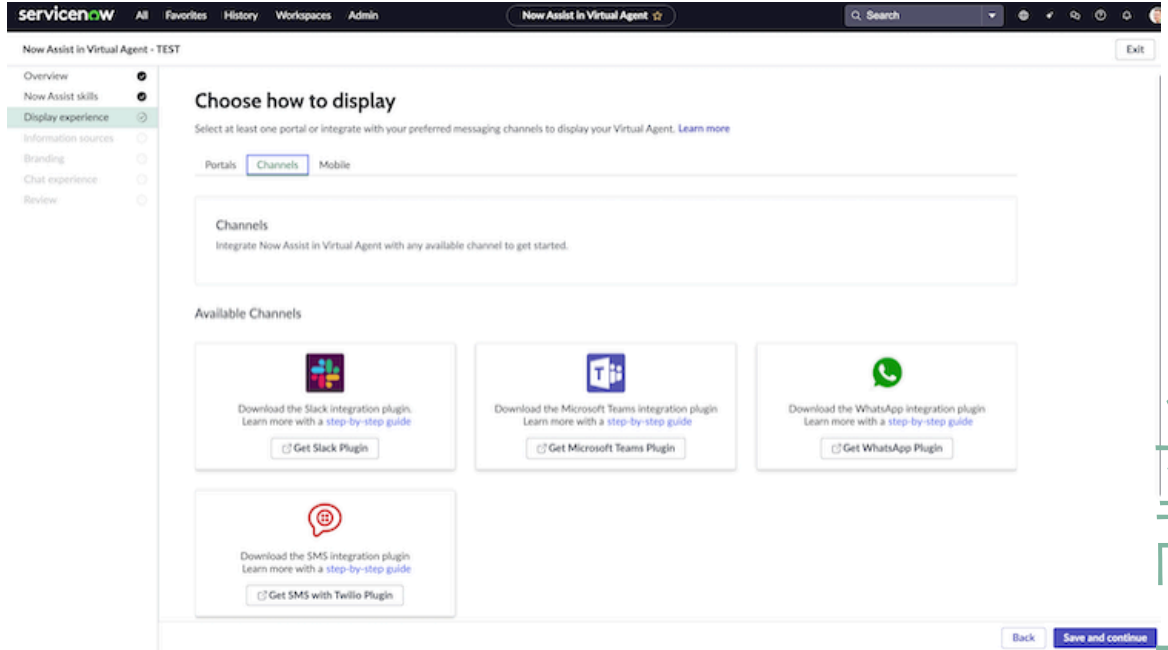 servicenow All Favorites History Workspaces Admin Now Assist in Virtual Agent Search
Now Assist in Virtual Agent - TEST Exit
Overview
Now Assist skills
Display experience
Information sources
Branding
Chat experience
Review
Choose how to display
Select at least one portal or integrate with your preferred messaging channels to display your Virtual Agent. Learn more
Portals Channels Mobile
Channels
Integrate Now Assist in Virtual Agent with any available channel to get started.
Available Channels
Download the Slack integration plugin.
Learn more with a step-by-step guide
Get Slack Plugin
Download the Microsoft Teams integration plugin
Learn more with a step-by-step guide
Get Microsoft Teams Plugin
Download the WhatsApp integration plugin
Learn more with a step-by-step guide
Get WhatsApp Plugin
Download the SMS integration plugin
Learn more with a step-by-step guide
Get SMS with Twilio Plugin
Back Save and continue